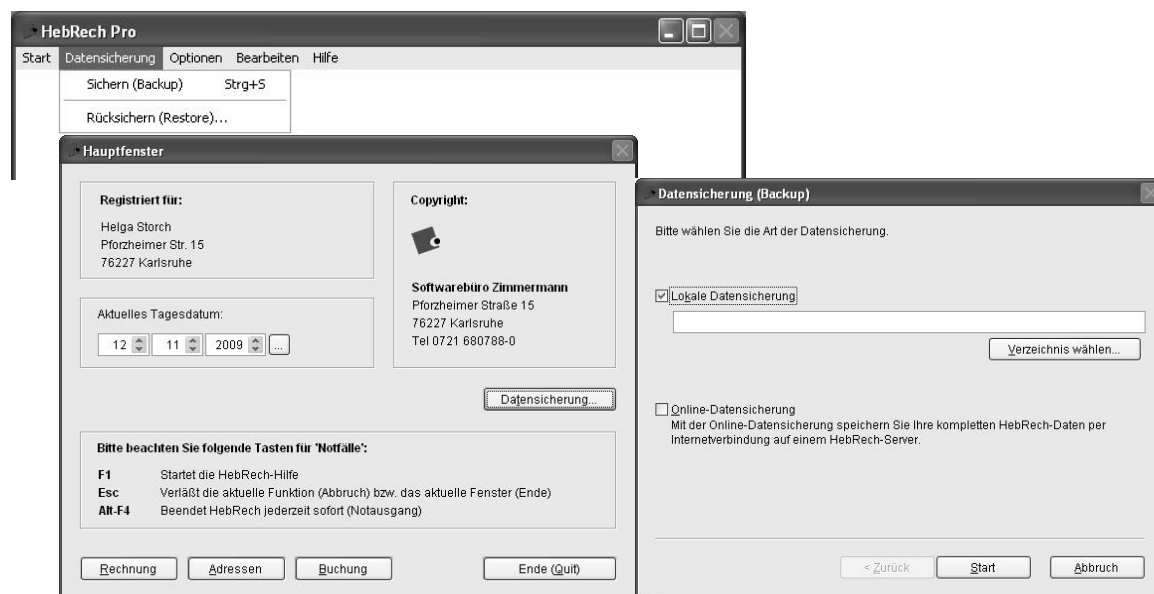 HebRech Pro
Start Datensicherung Optionen Bearbeiten Hilfe
Sichern (Backup) Strg+S
Rücksichern (Restore)...
Hauptfenster
Registriert für:
Helga Storch
Pforzheimer Str. 15
76227 Karlsruhe
Aktuelles Tagesdatum:
12 11 2009 ...
Copyright:
Softwarebüro Zimmermann
Pforzheimer Straße 15
76227 Karlsruhe
Tel 0721 680788-0
Datensicherung...
Bitte beachten Sie folgende Tasten für 'Notfälle':
F1 Startet die HebRech-Hilfe
Esc Verläßt die aktuelle Funktion (Abbruch) bzw. das aktuelle Fenster (Ende)
Alt-F4 Beendet HebRech jederzeit sofort (Notausgang)
Rechnung Adressen Buchung Ende (Quit)
Datensicherung (Backup)
Bitte wählen Sie die Art der Datensicherung.
Lokale Datensicherung
Verzeichnis wählen...
Online-Datensicherung
Mit der Online-Datensicherung speichern Sie Ihre kompletten HebRech-Daten per
Internetverbindung auf einem HebRech-Server.
< Zurück Start Abbruch